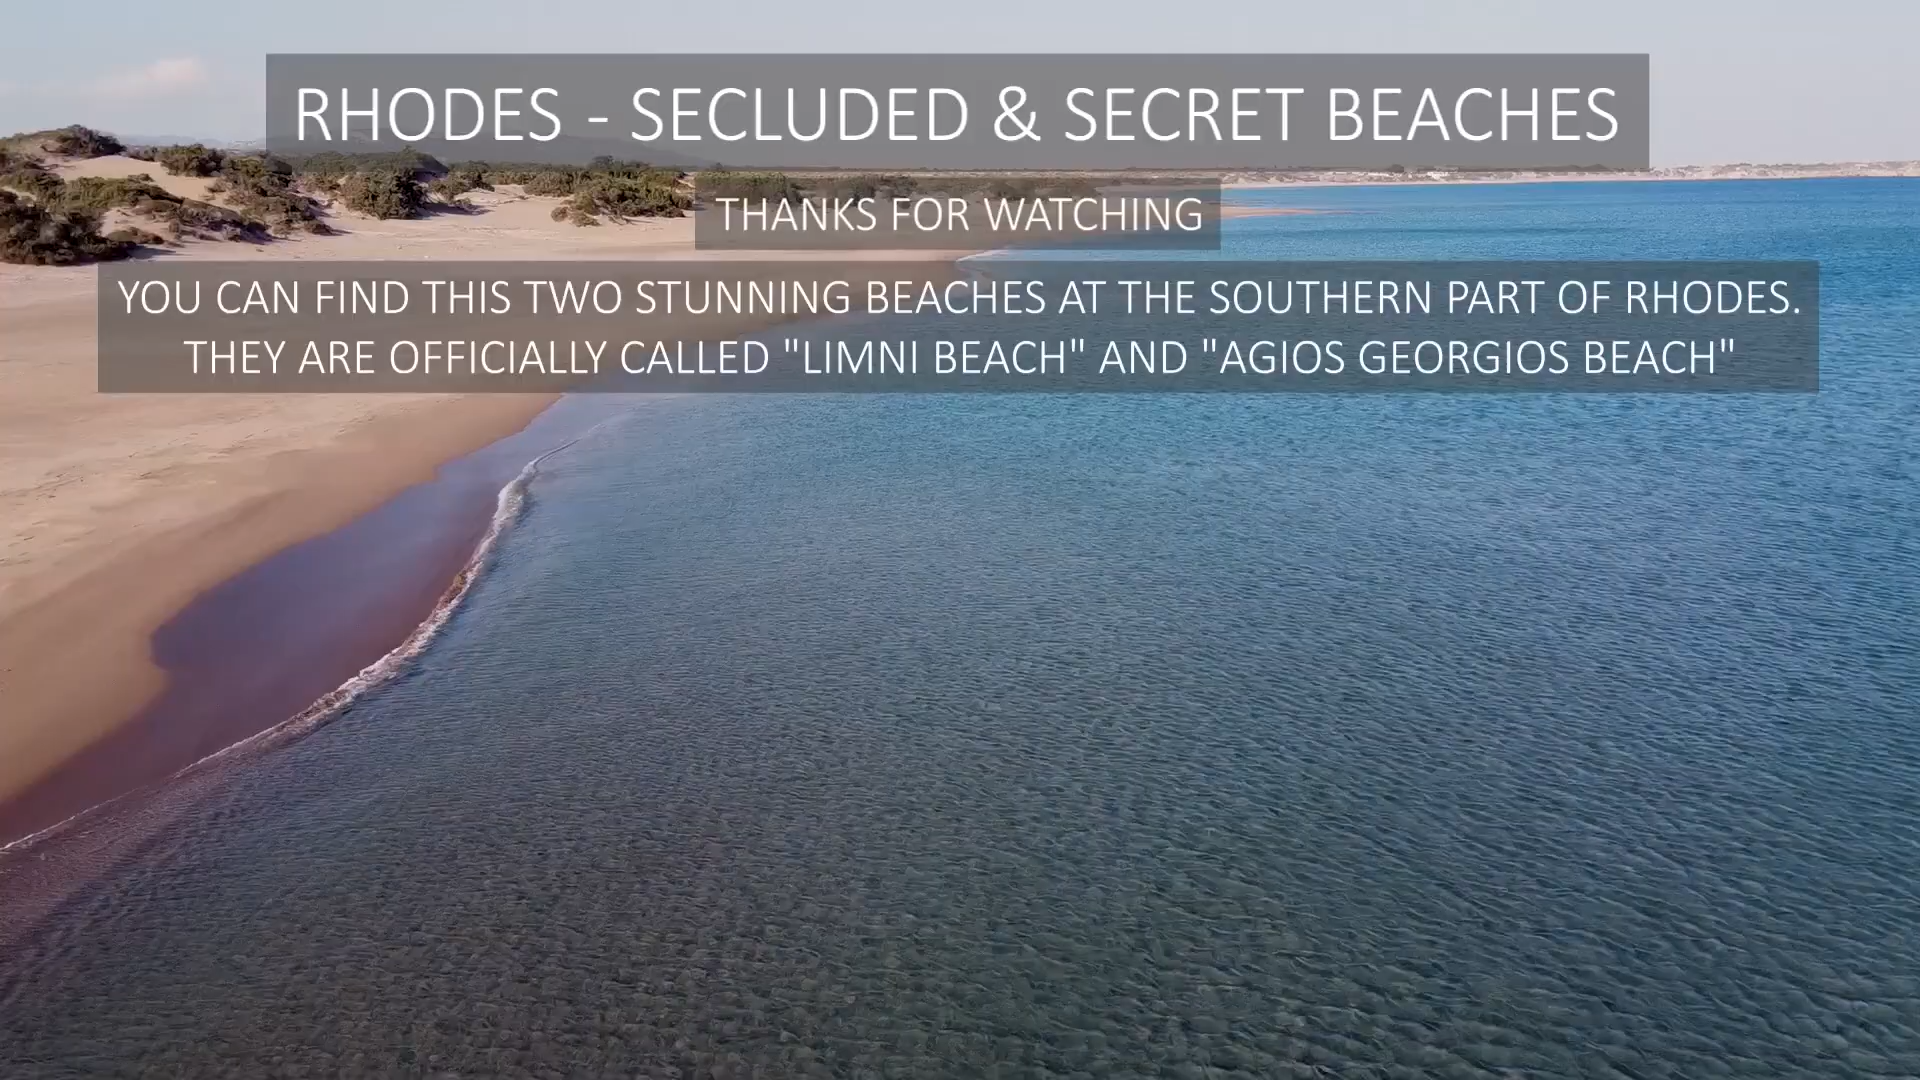 RHODES - SECLUDED & SECRET BEACHES
THANKS FOR WATCHING
YOU CAN FIND THIS TWO STUNNING BEACHES AT THE SOUTHERN PART OF RHODES.
THEY ARE OFFICIALLY CALLED "LIMNI BEACH" AND "AGIOS GEORGIOS BEACH"